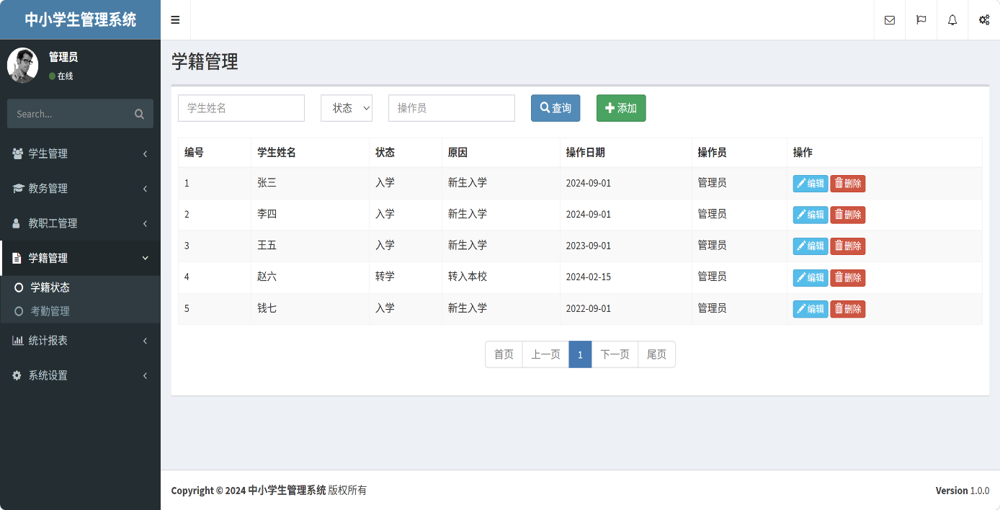 中小学生管理系统
管理员
在线
Search...
学生管理
教务管理
教职工管理
学籍管理
学籍状态
考勤管理
统计报表
系统设置
学籍管理
学生姓名 状态 操作员 查询 添加
编号 学生姓名 状态 原因 操作日期 操作员 操作
1 张三 入学 新生入学 2024-09-01 管理员 编辑 删除
2 李四 入学 新生入学 2024-09-01 管理员 编辑 删除
3 王五 入学 新生入学 2023-09-01 管理员 编辑 删除
4 赵六 转学 转入本校 2024-02-15 管理员 编辑 删除
5 钱七 入学 新生入学 2022-09-01 管理员 编辑 删除
首页 上一页 1 下一页 尾页
Copyright © 2024 中小学生管理系统 版权所有 Version 1.0.0